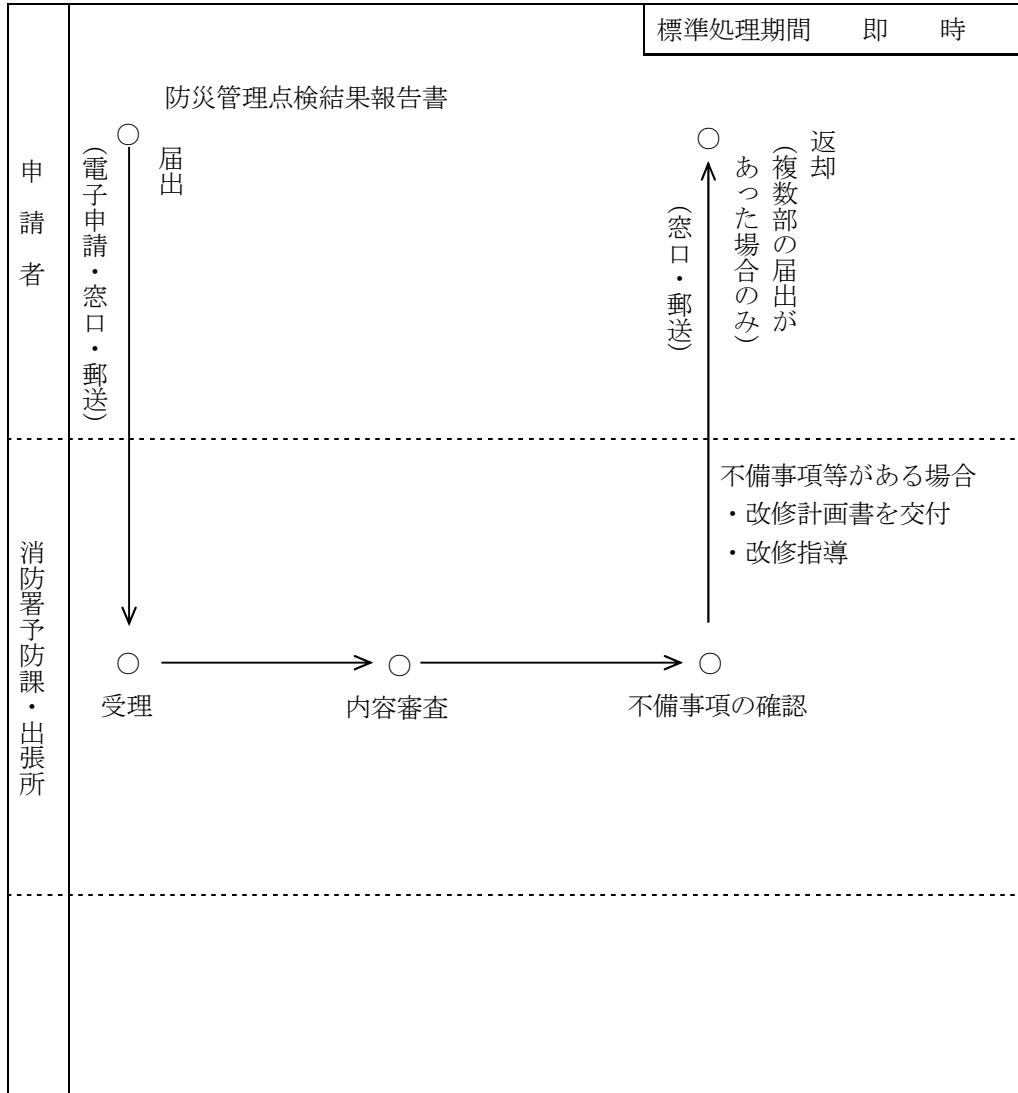 標準処理期間　即　時
申請者
防災管理点検結果報告書
届出
(電子申請・窓口・郵送)
返却
(複数部の届出が
あった場合のみ)
(窓口・郵送)
消防署予防課・出張所
不備事項等がある場合
・改修計画書を交付
・改修指導
受理
内容審査
不備事項の確認